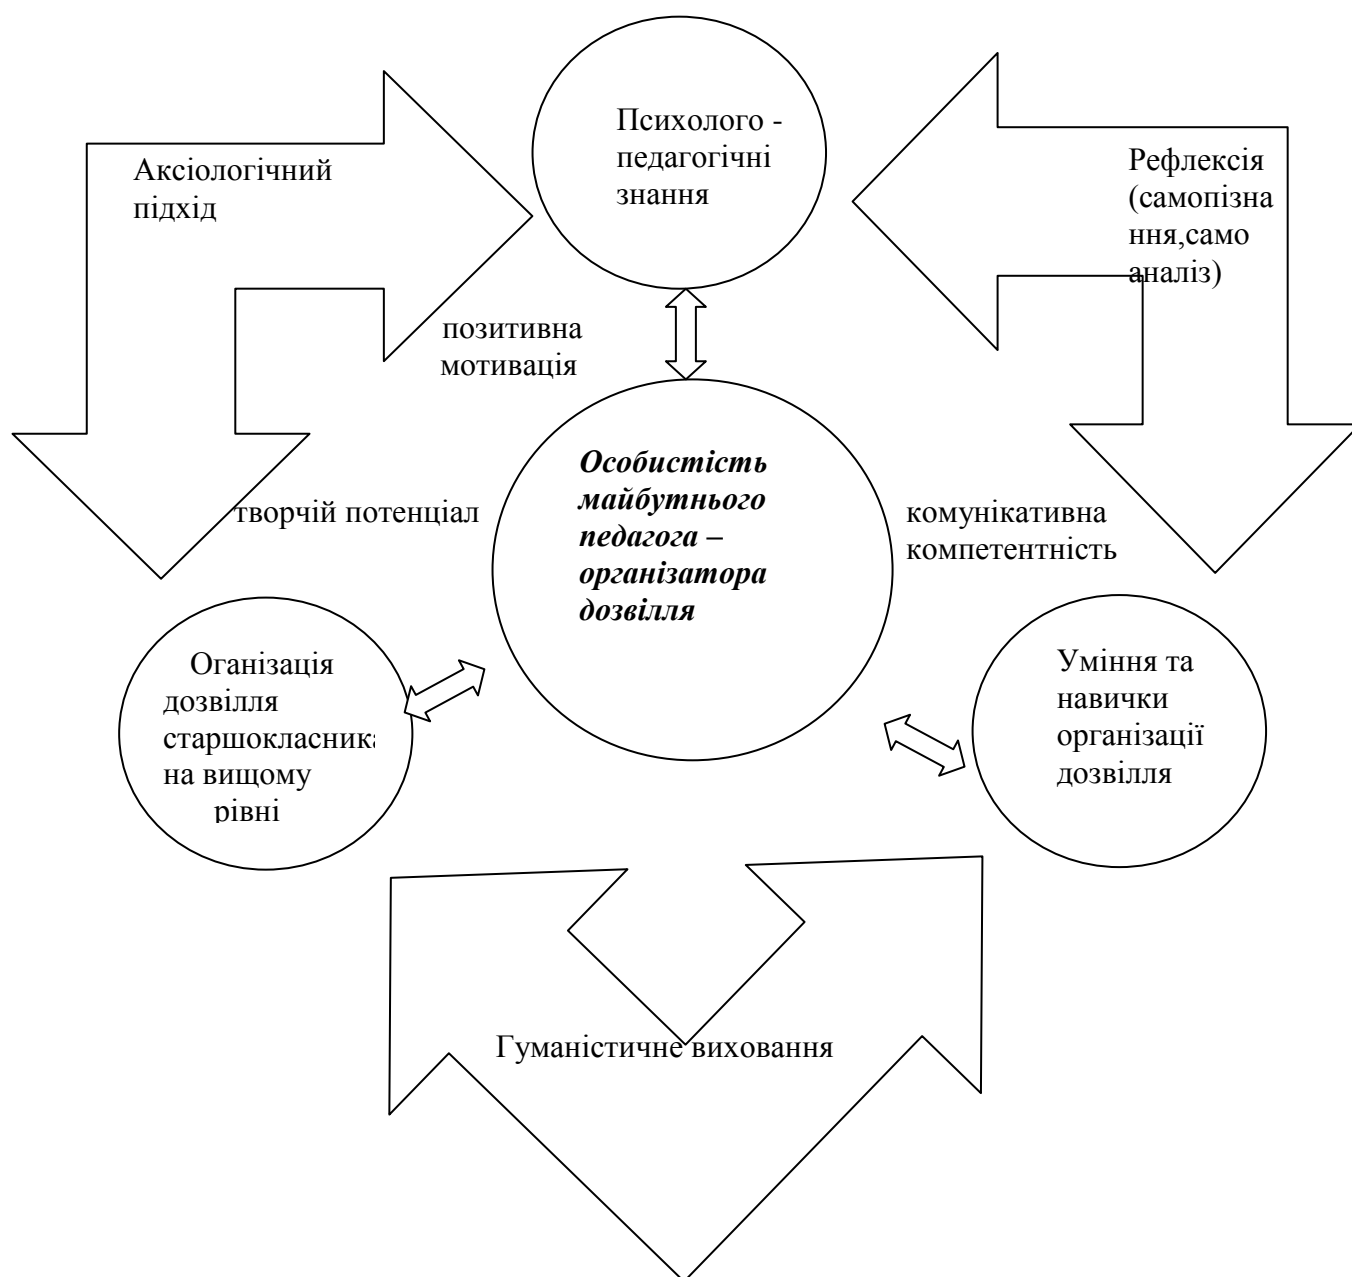 Психолого -
педагогічні
знання
Аксіологічний
підхід
Рефлексія
(самопізна
ння,само
аналіз)
позитивна
мотивація
Особистість
майбутнього
педагога –
організатора
дозвілля
творчій потенціал
комунікативна
компетентність
Оганізація
дозвілля
старшокласника
на вищому
рівні
Уміння та
навички
організації
дозвілля
Гуманістичне виховання